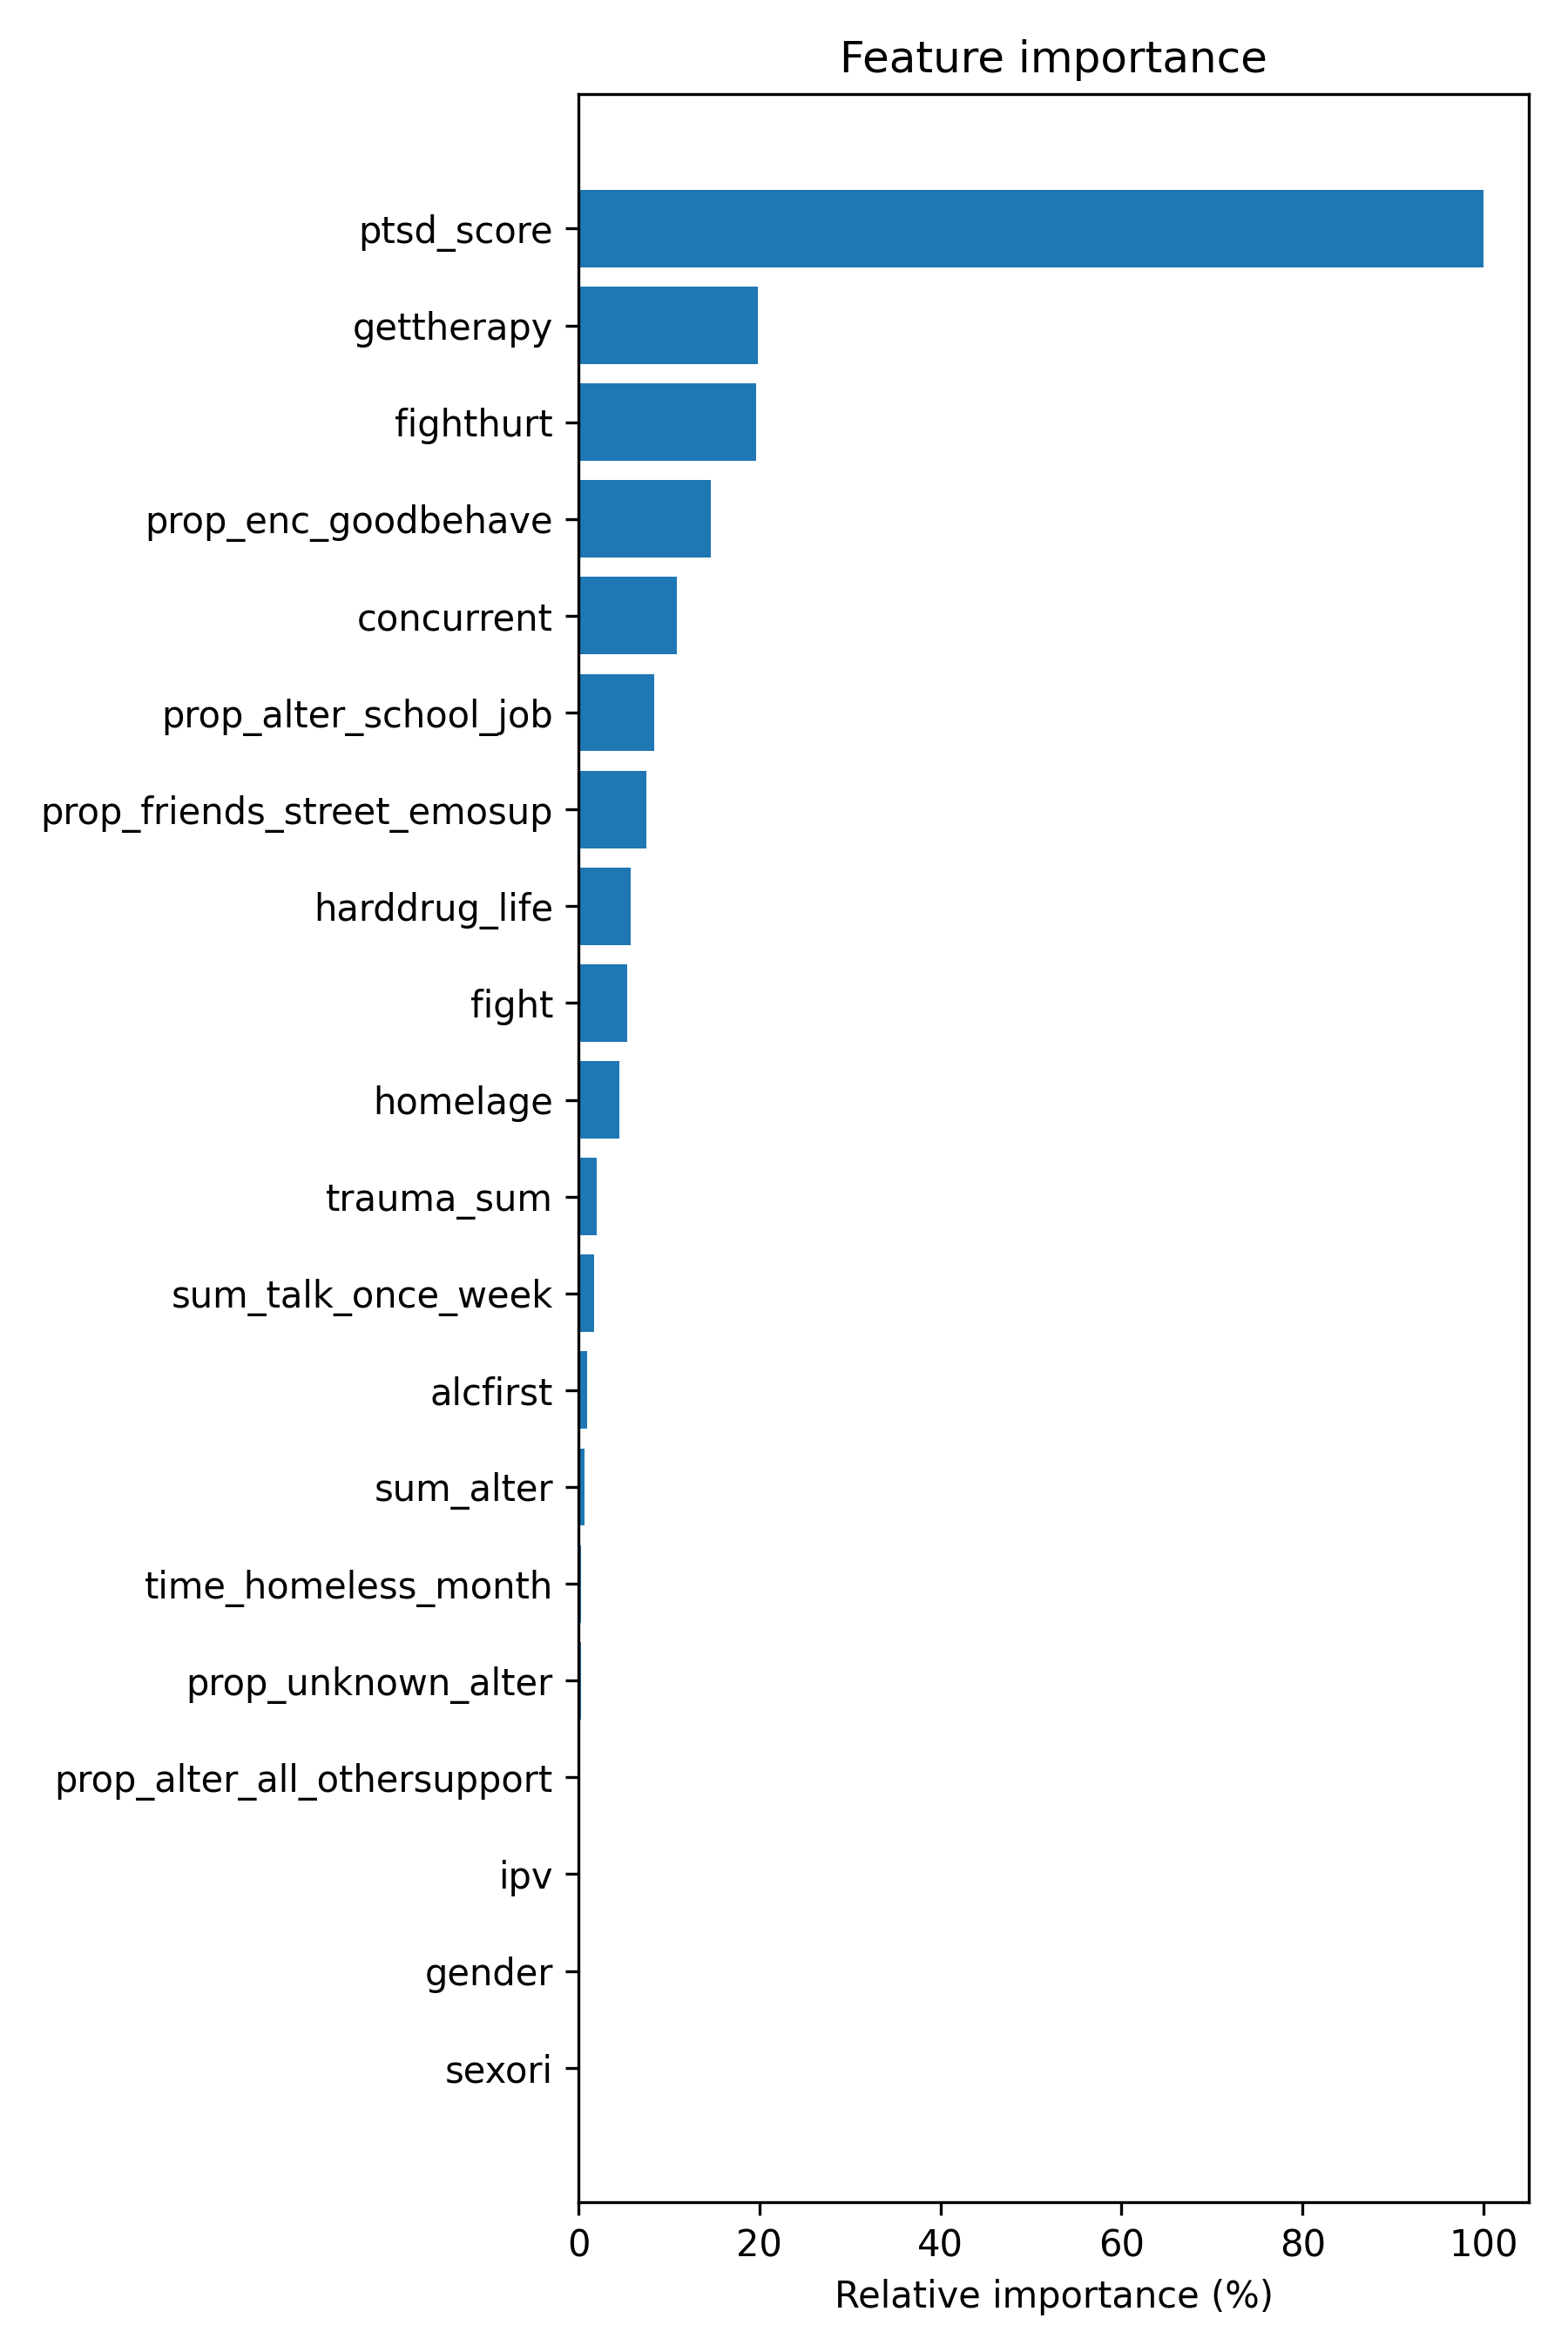 Feature importance
ptsd_score
gettherapy
fighthurt
prop_enc_goodbehave
concurrent
prop_alter_school_job
prop_friends_street_emosup
harddrug_life
fight
homelage
trauma_sum
sum_talk_once_week
alcfirst
sum_alter
time_homeless_month
prop_unknown_alter
prop_alter_all_othersupport
ipv
gender
sexori
0 20 40 60 80 100
Relative importance (%)